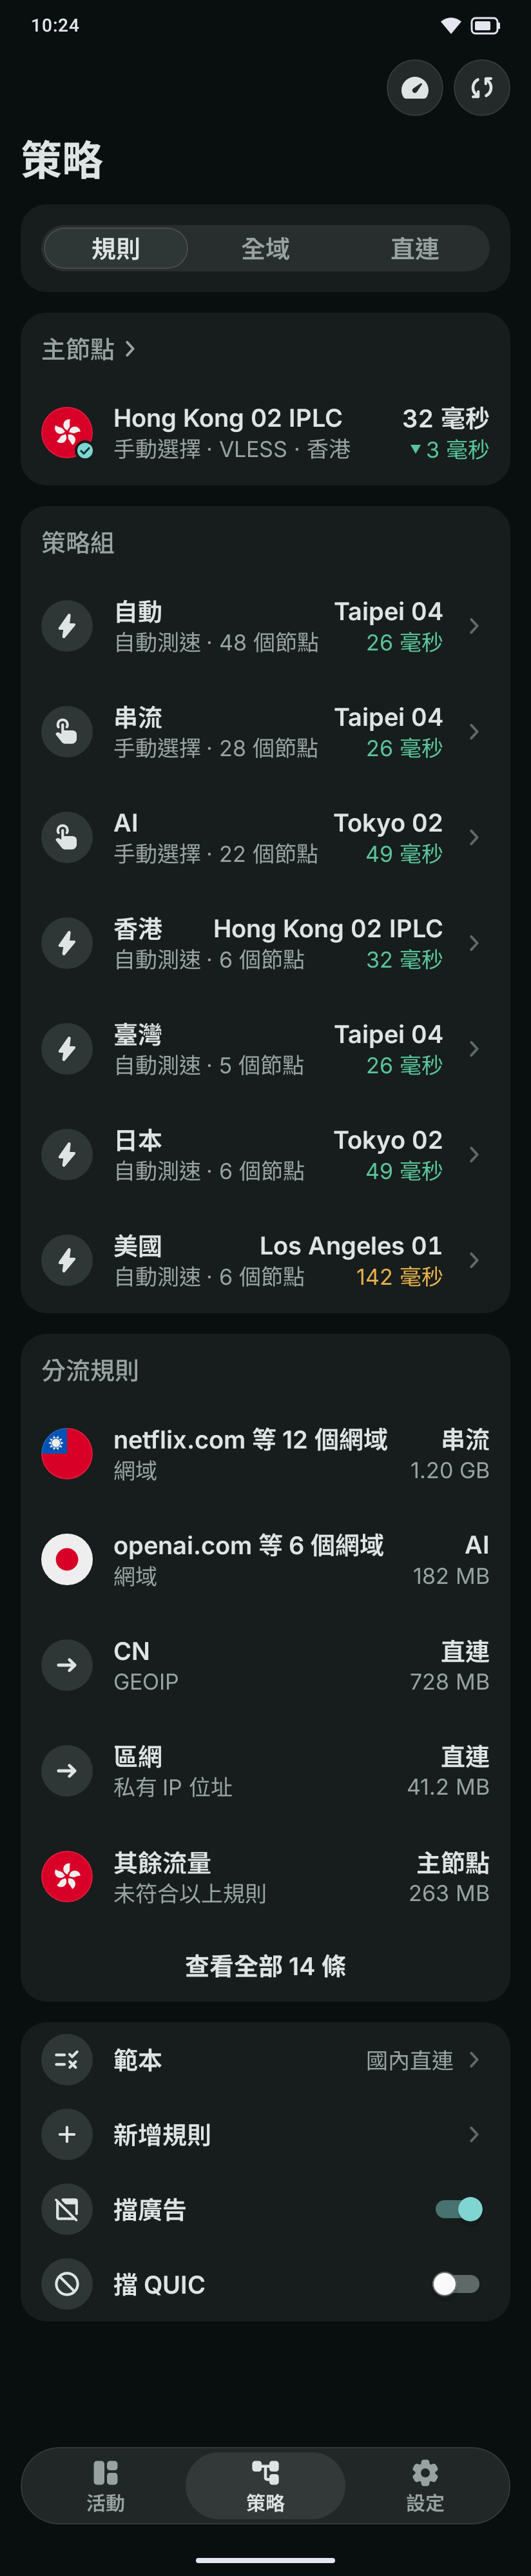 10:24
策略
規則
全域
直連
主節點
Hong Kong 02 IPLC
32 毫秒
手動選擇 · VLESS · 香港
▼ 3 毫秒
策略組
自動
Taipei 04
自動測速 · 48 個節點
26 毫秒
串流
Taipei 04
手動選擇 · 28 個節點
26 毫秒
AI
Tokyo 02
手動選擇 · 22 個節點
49 毫秒
香港
Hong Kong 02 IPLC
自動測速 · 6 個節點
32 毫秒
臺灣
Taipei 04
自動測速 · 5 個節點
26 毫秒
日本
Tokyo 02
自動測速 · 6 個節點
49 毫秒
美國
Los Angeles 01
自動測速 · 6 個節點
142 毫秒
分流規則
netflix.com 等 12 個網域
串流
網域
1.20 GB
openai.com 等 6 個網域
AI
網域
182 MB
CN
直連
GEOIP
728 MB
區網
直連
私有 IP 位址
41.2 MB
其餘流量
主節點
未符合以上規則
263 MB
查看全部 14 條
範本
國內直連
新增規則
擋廣告
擋 QUIC
活動
策略
設定